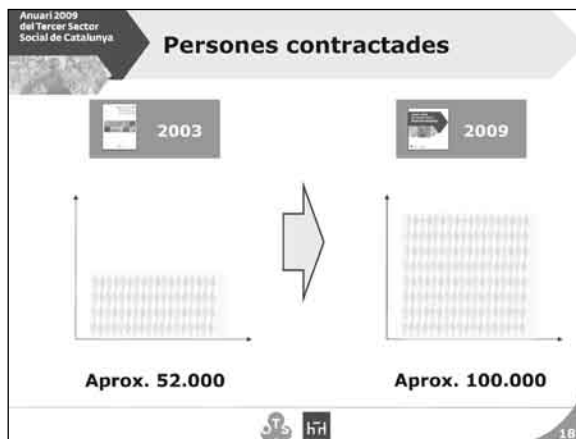 Anuari 2009
del Tercer Sector
Social de Catalunya
Persones contractades
2003
2009
Aprox. 52.000
Aprox. 100.000
OTS
18